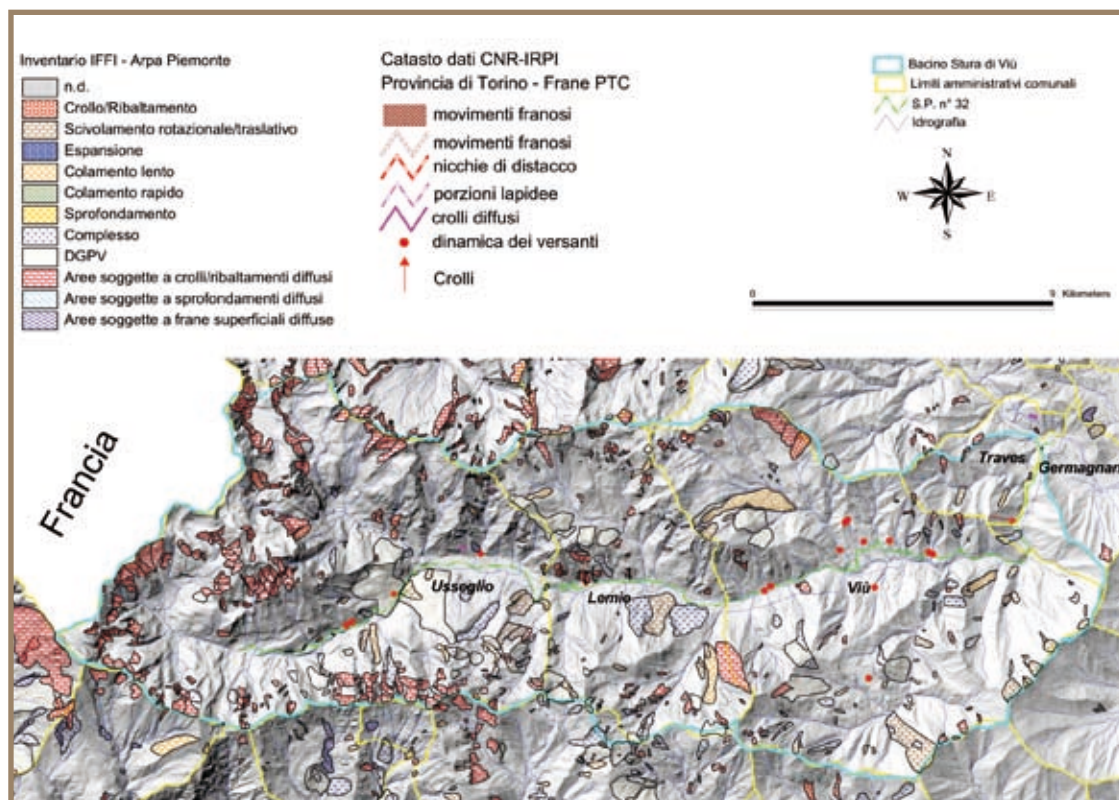 Inventario IFFI - Arpa Piemonte
n.d.
Crollo/Ribaltamento
Scivolamento rotazionale/traslativo
Espansione
Colamento lento
Colamento rapido
Sprofondamento
Complesso
DGPV
Aree soggette a crolli/ribaltamenti diffusi
Aree soggette a sprofondamenti diffusi
Aree soggette a frane superficiali diffuse
Catasto dati CNR-IRPI
Provincia di Torino - Frane PTC
movimenti franosi
movimenti franosi
nicchie di distacco
porzioni lapidee
crolli diffusi
dinamica dei versanti
Crolli
Bacino Stura di Viù
Limiti amministrativi comunali
S.P. n° 32
Idrografia
N
W E
S
0 9 Kilometers
Francia
Traves
Germagnan
Usseglio
Lemie
Viù